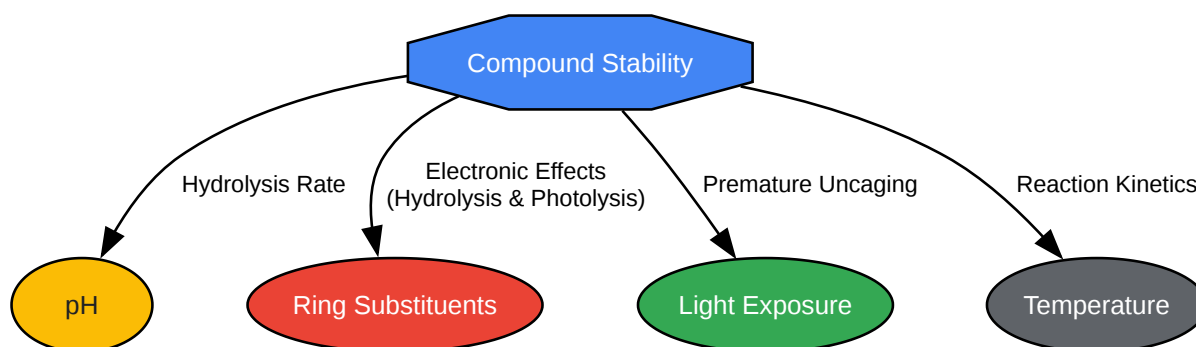 Compound Stability
Hydrolysis Rate
Electronic Effects
(Hydrolysis & Photolysis)
Premature Uncaging
Reaction Kinetics
pH
Ring Substituents
Light Exposure
Temperature